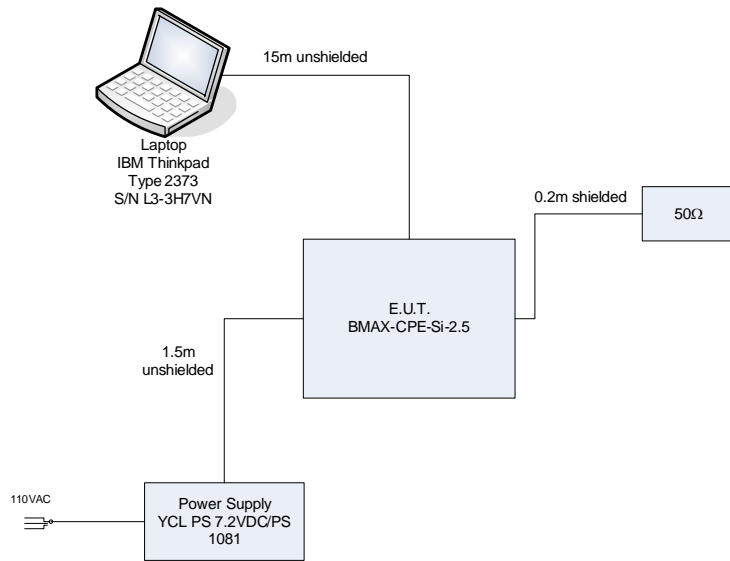 15m unshielded
Laptop
IBM Thinkpad
Type 2373
S/N L3-3H7VN
0.2m shielded
50Ω
E.U.T.
BMAX-CPE-Si-2.5
1.5m
unshielded
110VAC
Power Supply
YCL PS 7.2VDC/PS
1081